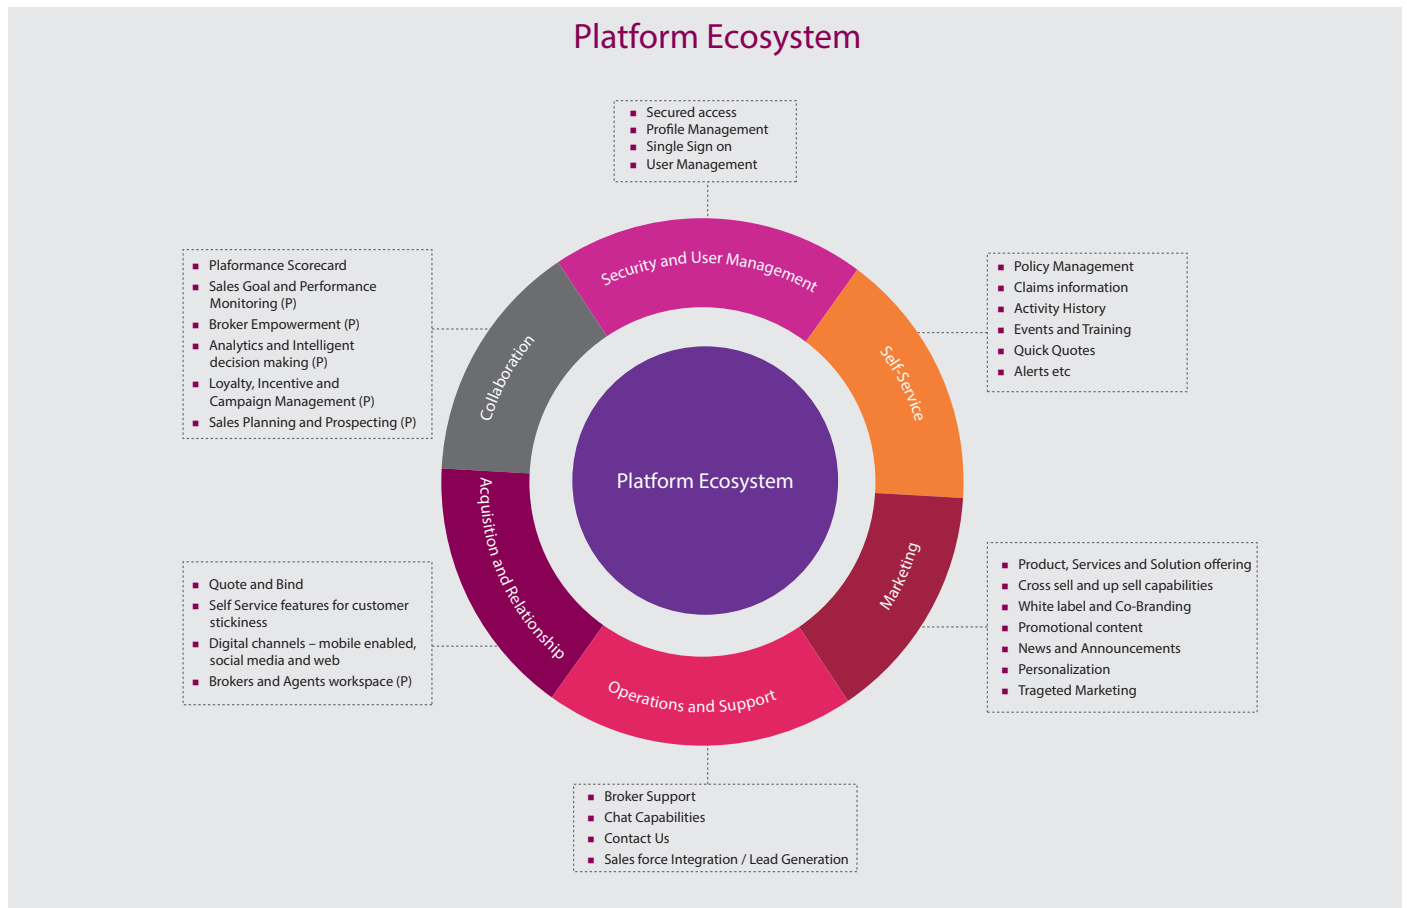 Platform Ecosystem
Secured access
Profile Management
Single Sign on
User Management
Security and User Management
Plaformance Scorecard
Sales Goal and Performance
Monitoring (P)
Broker Empowerment (P)
Analytics and Intelligent
decision making (P)
Loyalty, Incentive and
Campaign Management (P)
Sales Planning and Prospecting (P)
Collaboration
Self-Service
Policy Management
Claims information
Activity History
Events and Training
Quick Quotes
Alerts etc
Platform Ecosystem
Quote and Bind
Self Service features for customer
stickiness
Digital channels – mobile enabled,
social media and web
Brokers and Agents workspace (P)
Acquisition and Relationship
Marketing
Product, Services and Solution offering
Cross sell and up sell capabilities
White label and Co-Branding
Promotional content
News and Announcements
Personalization
Trageted Marketing
Operations and Support
Broker Support
Chat Capabilities
Contact Us
Sales force Integration / Lead Generation